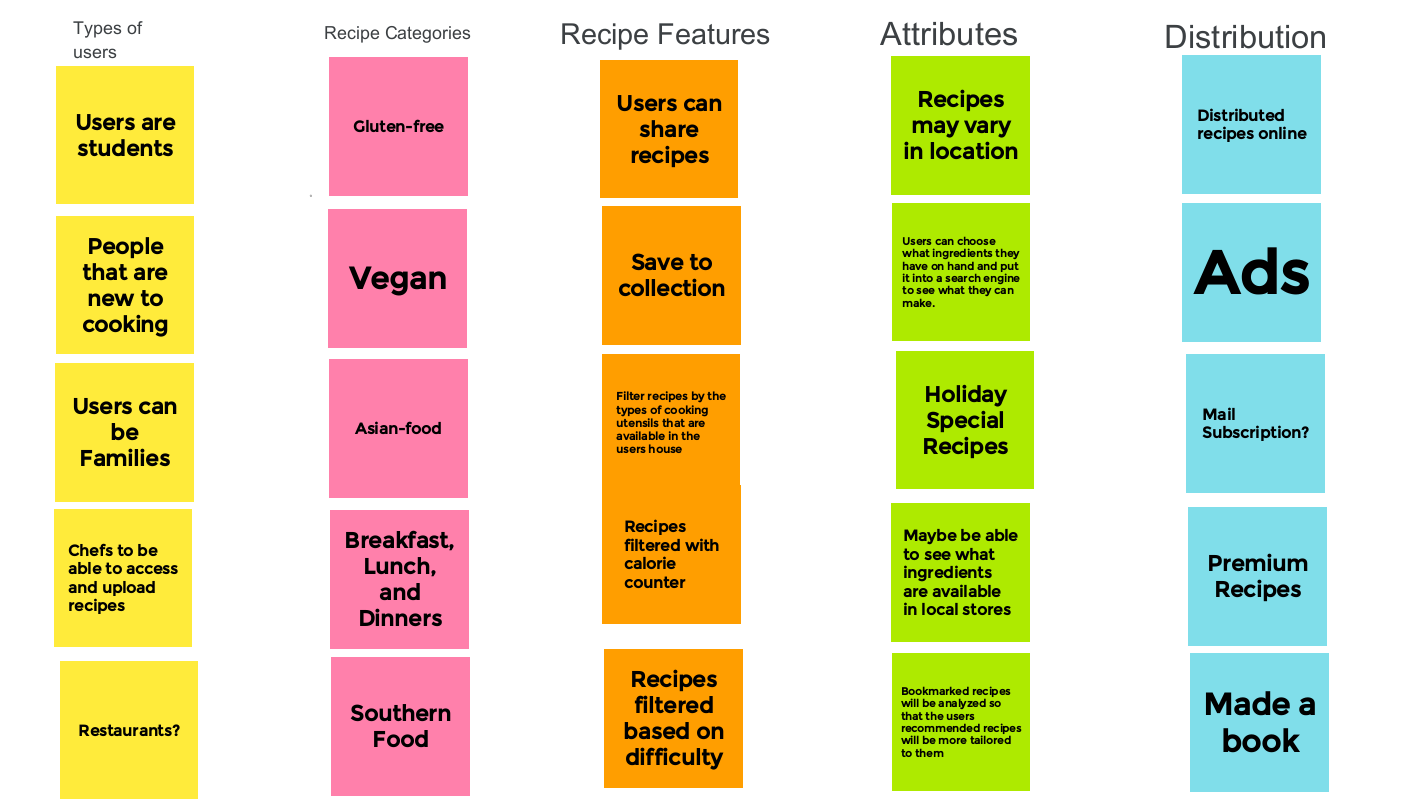 Types of
users
Users are
students
People
that are
new to
cooking
Users can
be
Families
Chefs to be
able to access
and upload
recipes
Restaurants?
Recipe Categories
Gluten-free
Vegan
Asian-food
Breakfast,
Lunch,
and
Dinners
Southern
Food
Recipe Features
Users can
share
recipes
Save to
collection
Filter recipes by the
types of cooking
utensils that are
available in the
users house
Recipes
filtered with
calorie
counter
Recipes
filtered
based on
difficulty
Attributes
Recipes
may vary
in location
Users can choose
what ingredients they
have on hand and put
it into a search engine
to see what they can
make.
Holiday
Special
Recipes
Maybe be able
to see what
ingredients
are available
in local stores
Bookmarked recipes
will be analyzed so
that the users
recommended recipes
will be more tailored
to them
Distribution
Distributed
recipes online
Ads
Mail
Subscription?
Premium
Recipes
Made a
book